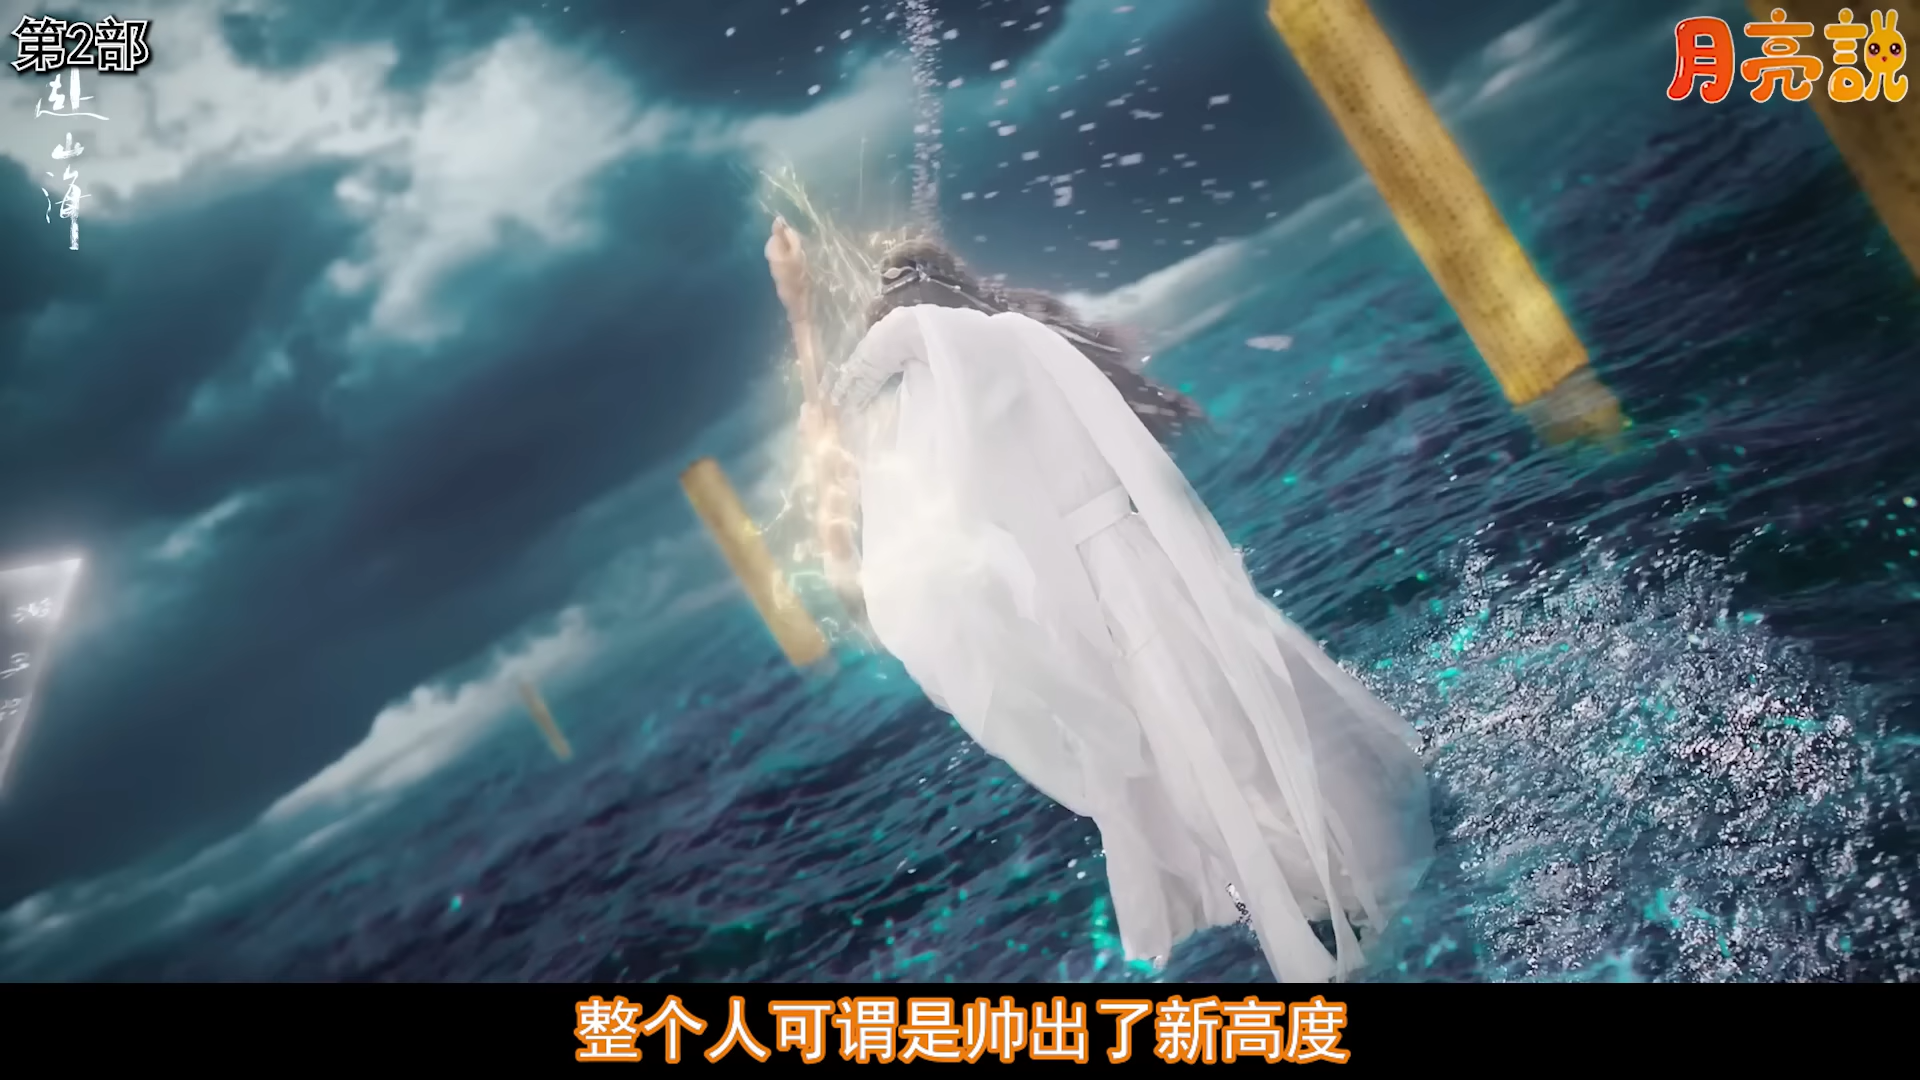 第2部
赴
山
海
月亮説
整个人可谓是帅出了新高度